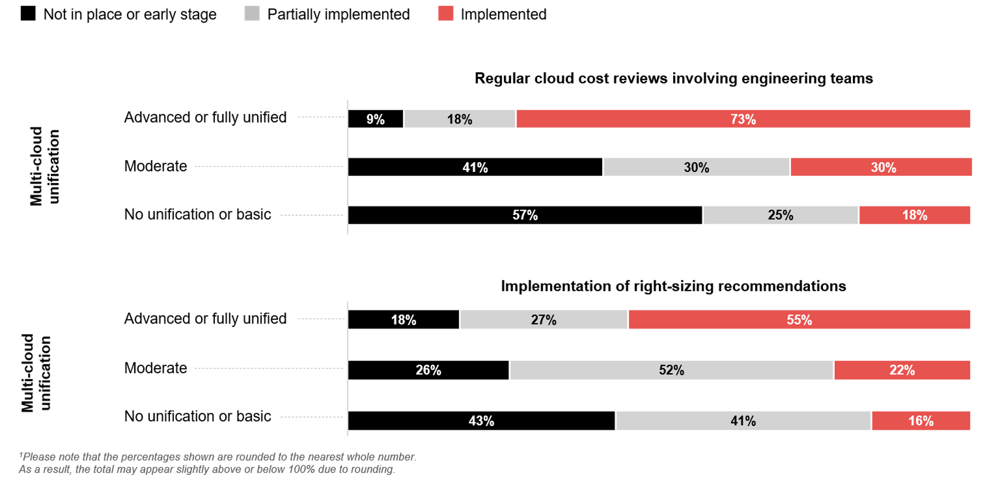 Not in place or early stage
Partially implemented
Implemented
Regular cloud cost reviews involving engineering teams
Multi-cloud
unification
Advanced or fully unified
9%
18%
73%
Moderate
41%
30%
30%
No unification or basic
57%
25%
18%
Implementation of right-sizing recommendations
Multi-cloud
unification
Advanced or fully unified
18%
27%
55%
Moderate
26%
52%
22%
No unification or basic
43%
41%
16%
¹Please note that the percentages shown are rounded to the nearest whole number.
As a result, the total may appear slightly above or below 100% due to rounding.